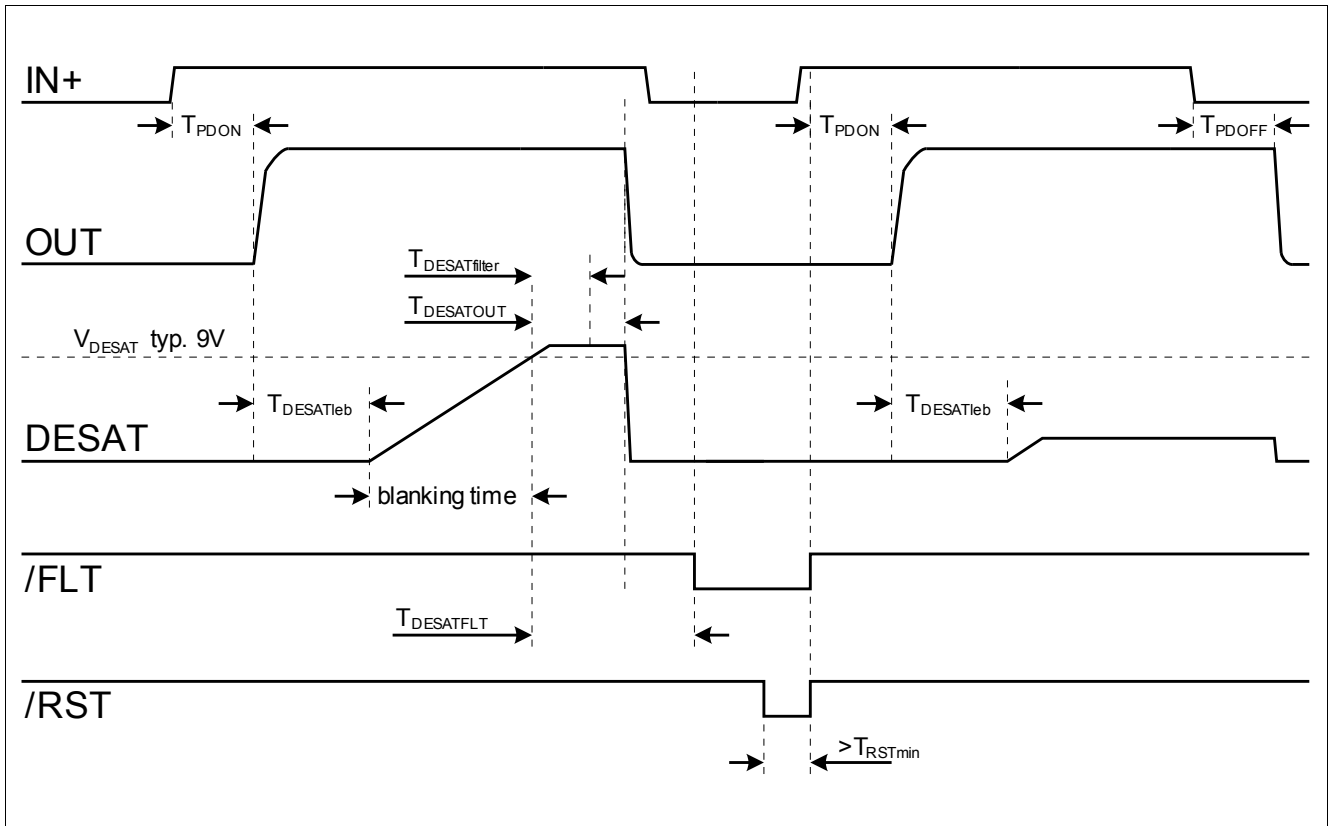 IN+
TPDON
TPDON
TPDOFF
OUT
TDESATfilter
TDESATOUT
VDESAT typ. 9V
TDESATleb
TDESATleb
DESAT
blanking time
/FLT
TDESATFLT
/RST
>TRSTmin